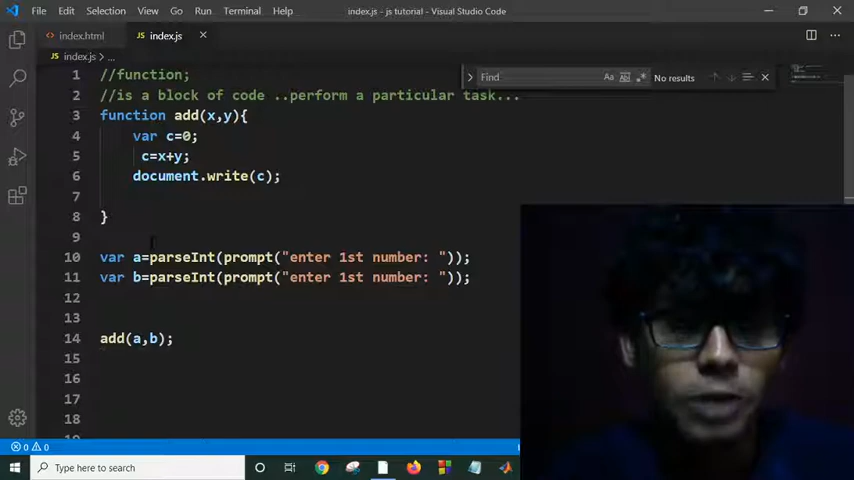 File Edit Selection View Go Run Terminal Help index.js - js tutorial - Visual Studio Code
index.html index.js
index.js > ...
Find Aa ab No results
1 //function;
2 //is a block of code ..perform a particular task...
3 function add(x,y){
4 var c=0;
5 c=x+y;
6 document.write(c);
7
8 }
9
10 var a=parseInt(prompt("enter 1st number: "));
11 var b=parseInt(prompt("enter 1st number: "));
12
13
14 add(a,b);
15
16
17
18
0 0
Type here to search